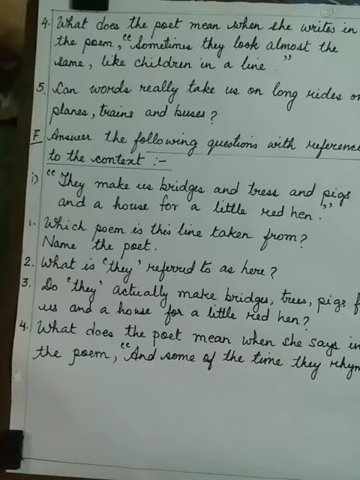 4. What does the poet mean when she writes in
the poem, "Sometimes they look almost the
same, like children in a line."
5. Can words really take us on long rides on
planes, trains and buses?
F Answer the following questions with reference
to the context :-
i) "They make us bridges and tress and pigs
and a house for a little red hen."
1. Which poem is this line taken from?
Name the poet.
2. What is 'they' referred to as here?
3. Do 'they' actually make bridges, trees, pigs f
us and a house for a little red hen?
4. What does the poet mean when she says in
the poem, "And some of the time they rhym